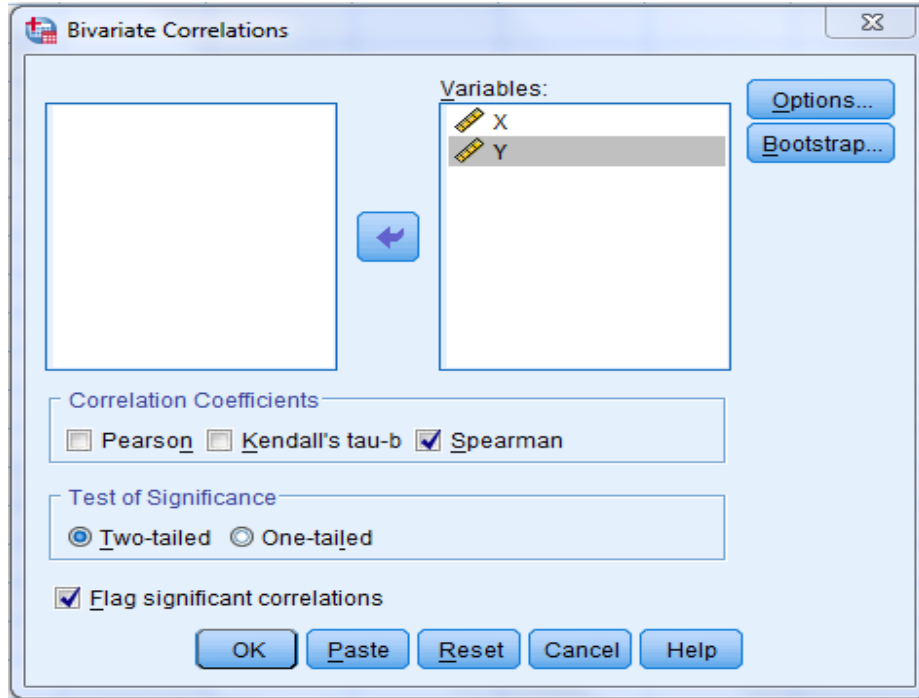 Bivariate Correlations
Variables:
X
Y
Options...
Bootstrap...
Correlation Coefficients
Pearson Kendall's tau-b Spearman
Test of Significance
Two-tailed One-tailed
Flag significant correlations
OK Paste Reset Cancel Help